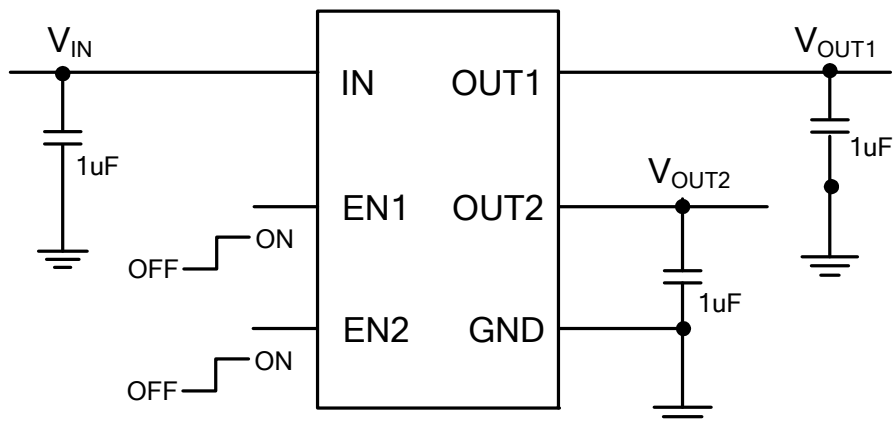 VIN
VOUT1
IN
OUT1
1uF
1uF
VOUT2
EN1
OUT2
ON
OFF
1uF
EN2
GND
ON
OFF